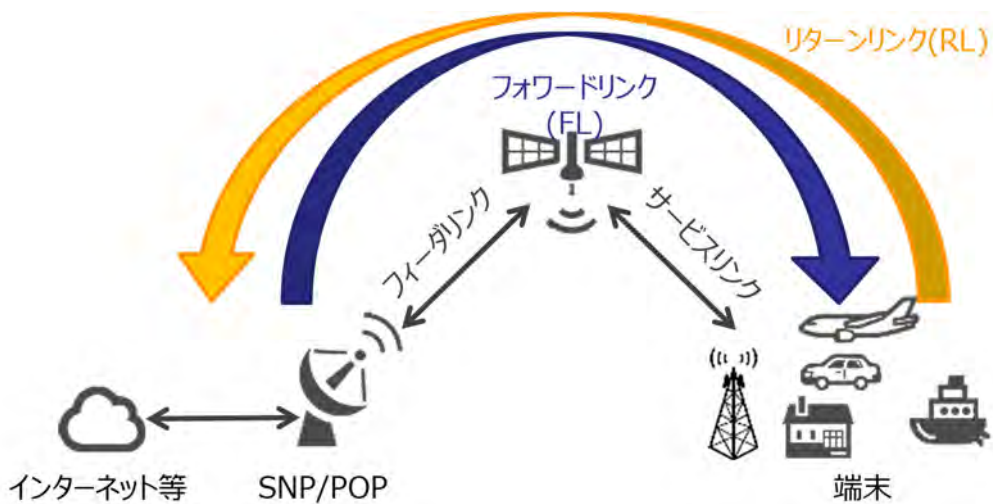 リターンリンク(RL)
フォワードリンク
(FL)
フィーダリンク
サービスリンク
インターネット等
SNP/POP
端末